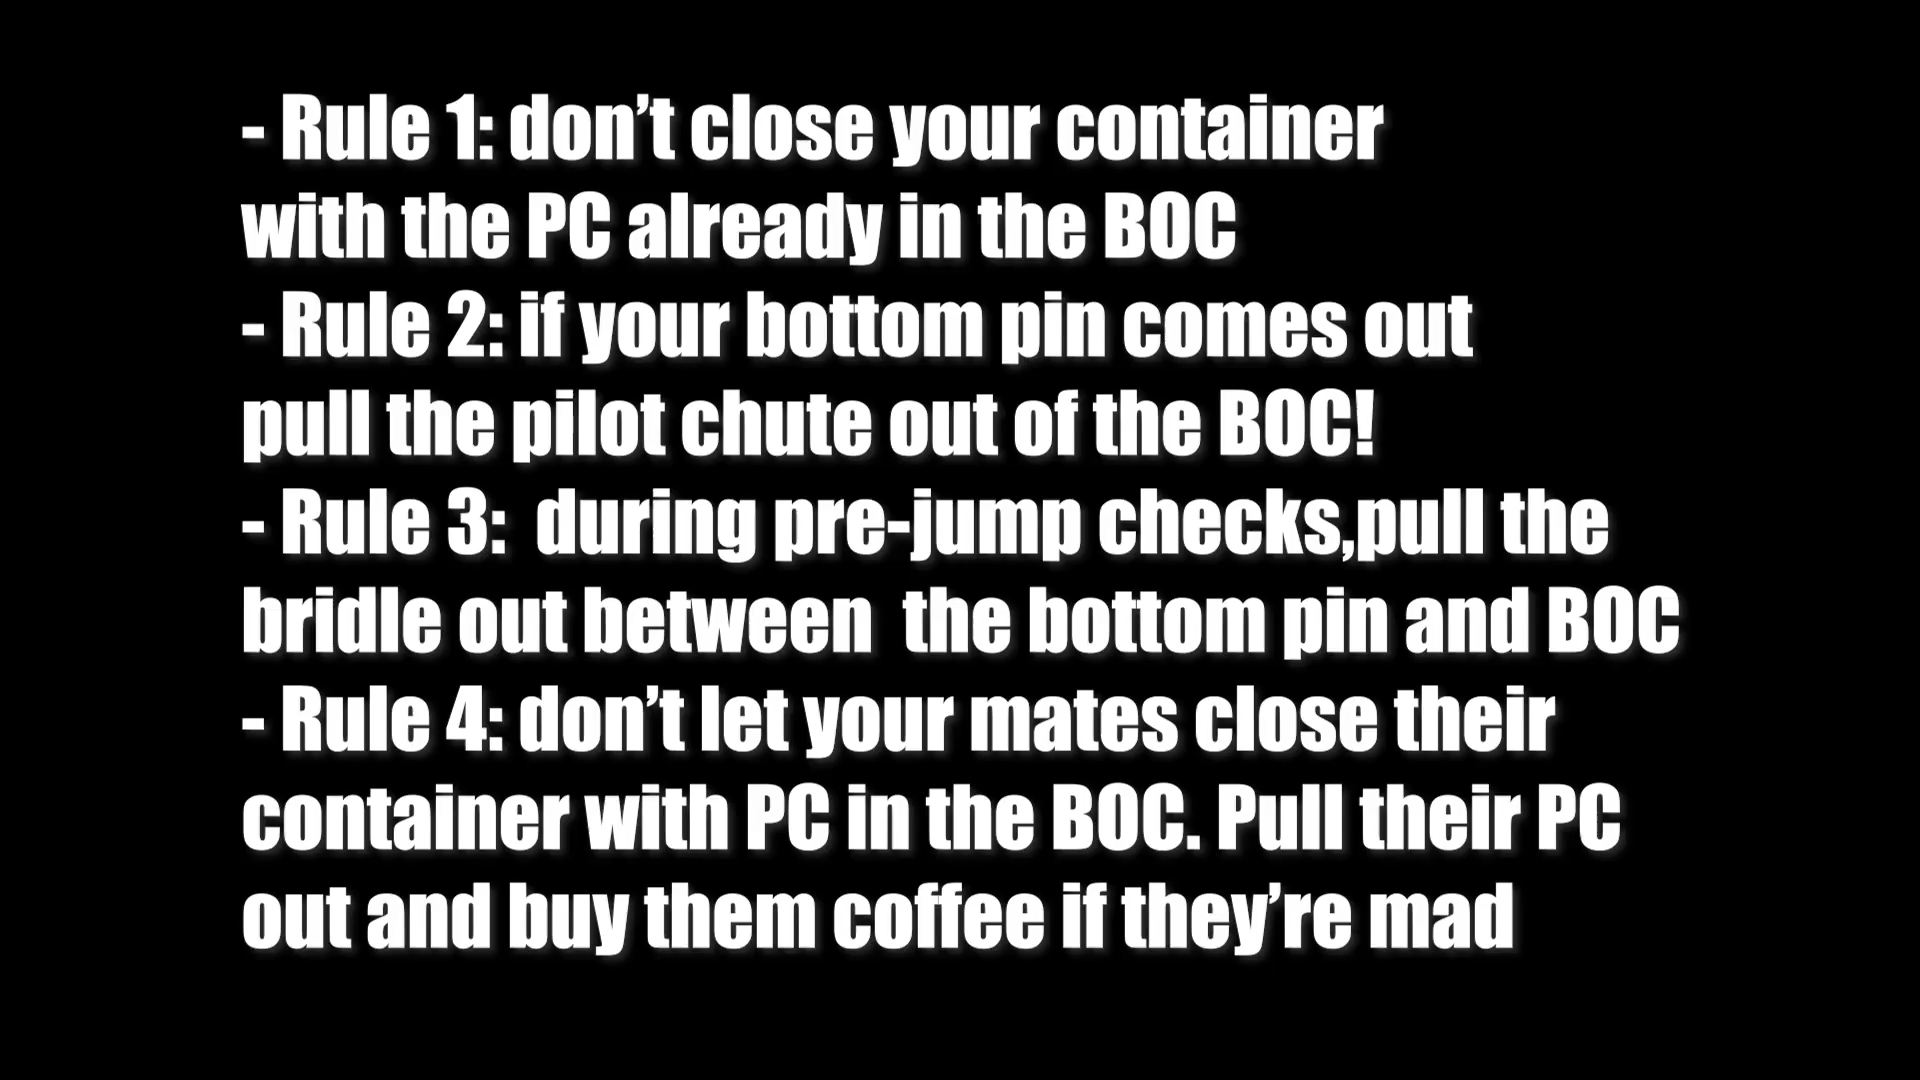 - Rule 1: don’t close your container
with the PC already in the BOC
- Rule 2: if your bottom pin comes out
pull the pilot chute out of the BOC!
- Rule 3:  during pre-jump checks,pull the
bridle out between  the bottom pin and BOC
- Rule 4: don’t let your mates close their
container with PC in the BOC. Pull their PC
out and buy them coffee if they’re mad